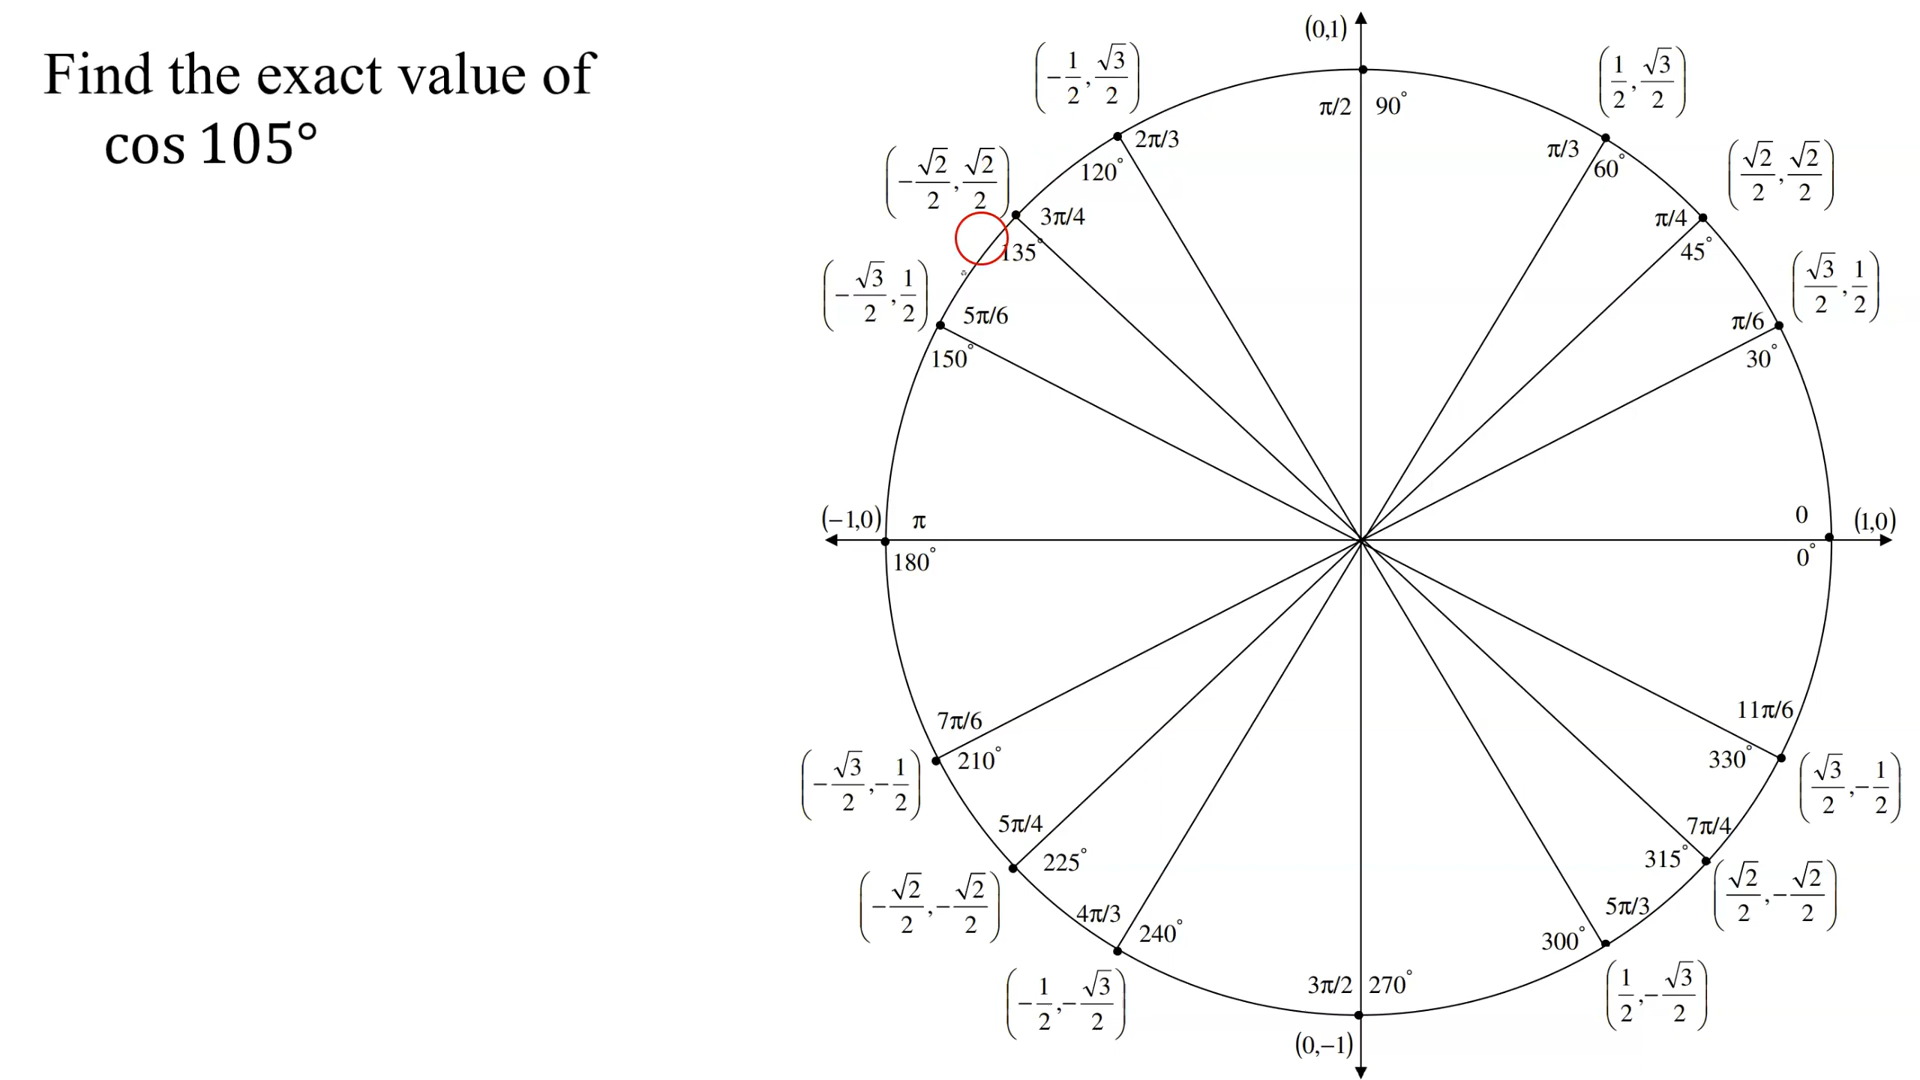 Find the exact value of
cos 105°
(0,1)
(-1/2, √3/2)
(1/2, √3/2)
π/2 90°
2π/3
120°
π/3
60°
(-√2/2, √2/2)
(√2/2, √2/2)
3π/4
135°
π/4
45°
(-√3/2, 1/2)
(√3/2, 1/2)
°
5π/6
150°
π/6
30°
(-1,0) π
180°
0 (1,0)
0°
7π/6
210°
11π/6
330°
(-√3/2, -1/2)
(√3/2, -1/2)
5π/4
225°
7π/4
315°
(-√2/2, -√2/2)
(√2/2, -√2/2)
4π/3
240°
5π/3
300°
(-1/2, -√3/2)
(1/2, -√3/2)
3π/2 270°
(0,-1)